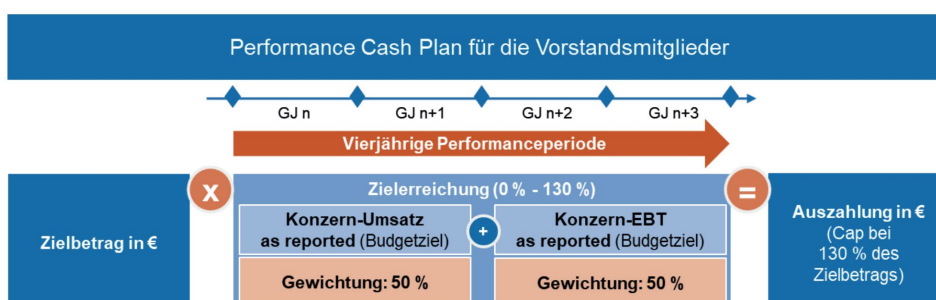 Performance Cash Plan für die Vorstandsmitglieder
GJ n
GJ n+1
GJ n+2
GJ n+3
Vierjährige Performanceperiode
Zielbetrag in €
x
Zielerreichung (0 % - 130 %)
Konzern-Umsatz
as reported (Budgetziel)
Gewichtung: 50 %
+
Konzern-EBT
as reported (Budgetziel)
Gewichtung: 50 %
=
Auszahlung in €
(Cap bei
130 % des
Zielbetrags)